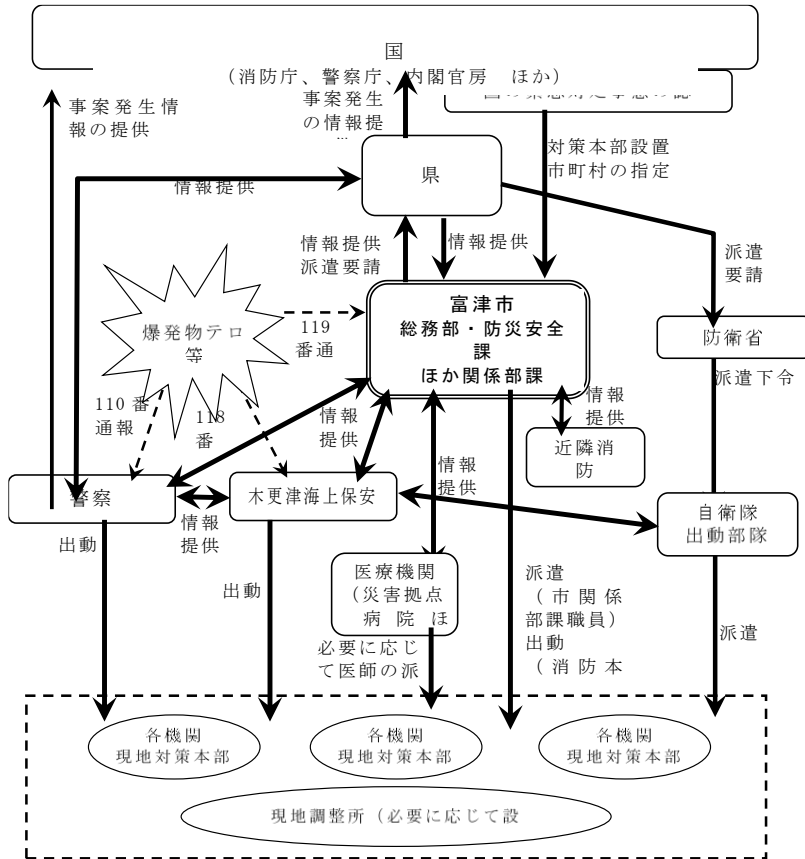 国
（消防庁、警察庁、内閣官房　ほか）
事案発生情
報の提供
事案発生
の情報提
対策本部設置
市町村の指定
県
情報提供
情報提供
派遣要請
情報提供
派遣
要請
爆発物テロ
等
119
番通
富津市
総務部・防災安全
課
ほか関係部課
防衛省
派遣下令
110 番
通報
118
番
情報
提供
情報
提供
近隣消
防
情報
提供
警察
情報
提供
木更津海上保安
自衛隊
出動部隊
出動
出動
医療機関
（災害拠点
病院 ほ
必要に応じ
て医師の派
派遣
（市関係
部課職員）
出動
（消防本
派遣
各機関
現地対策本部
各機関
現地対策本部
各機関
現地対策本部
現地調整所（必要に応じて設